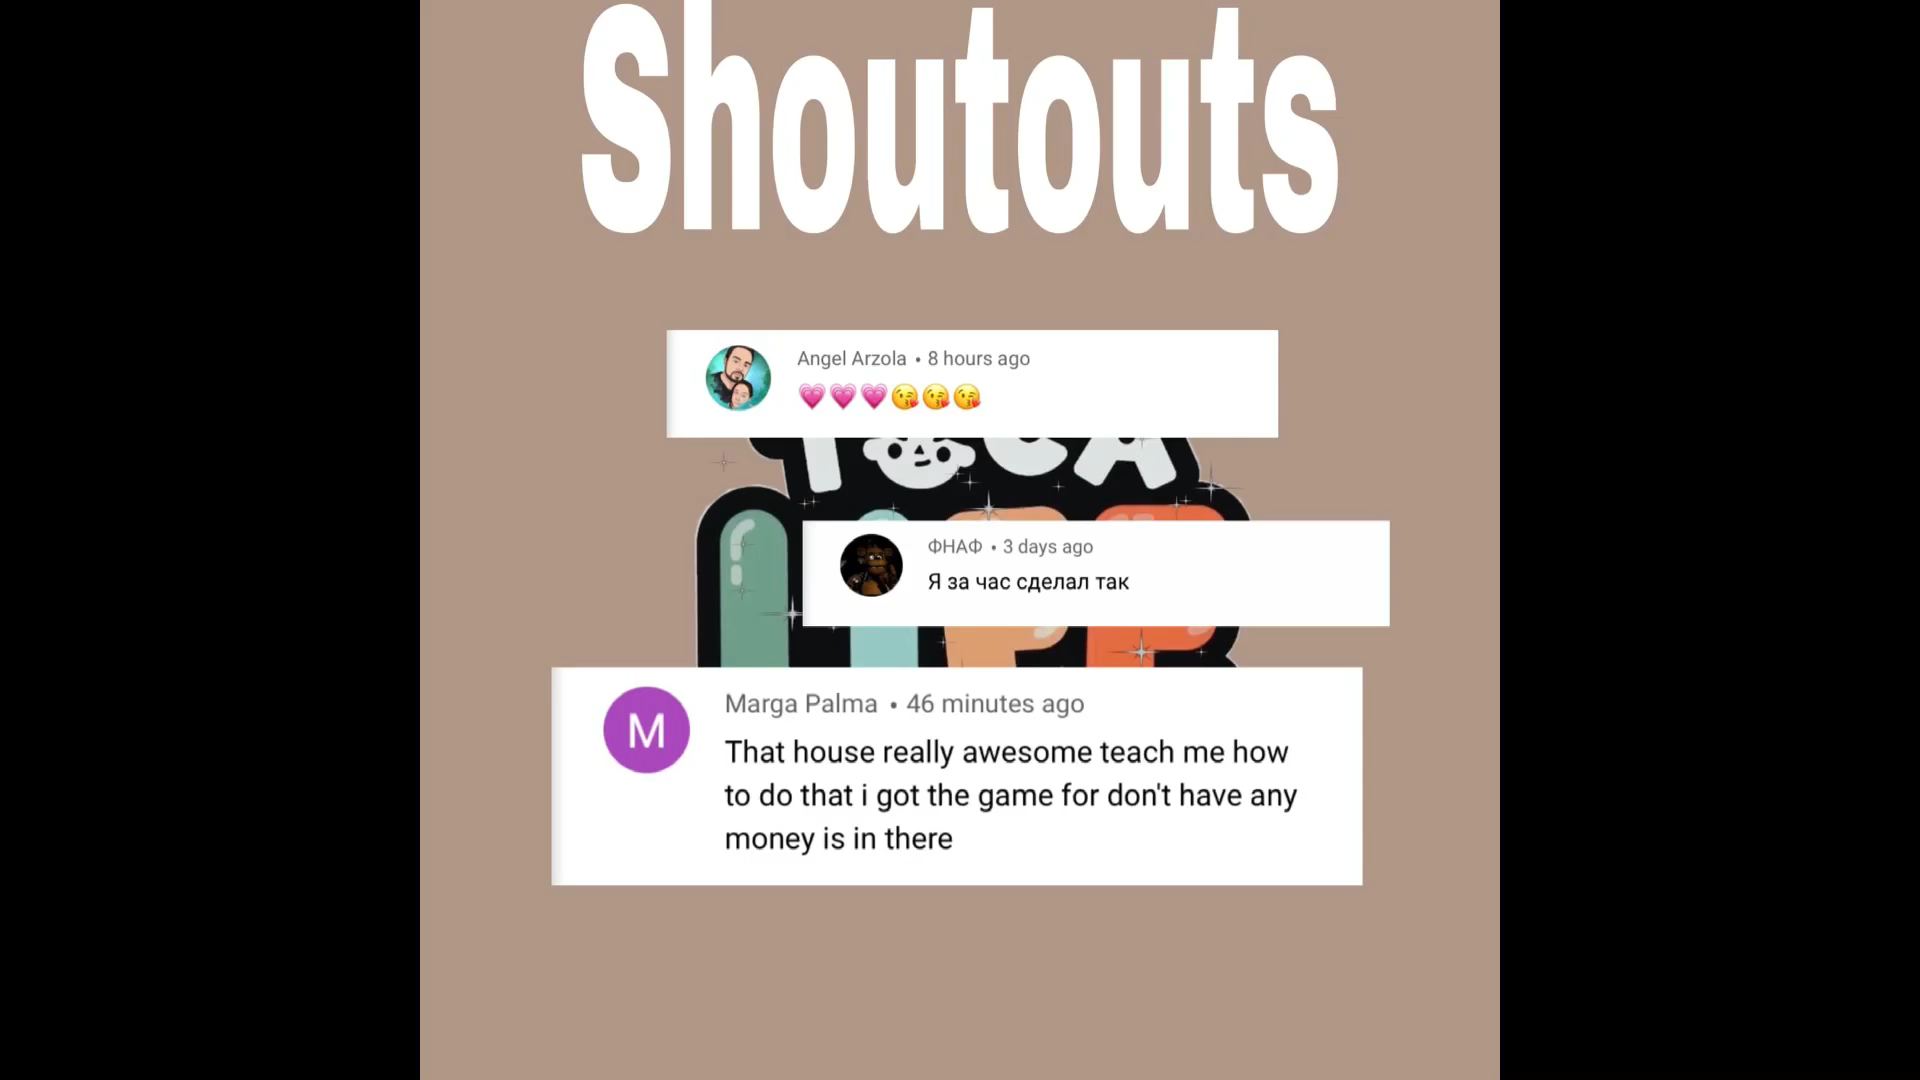 Shoutouts
Angel Arzola • 8 hours ago
💗💗💗😘😘😘
TOCA
LIFE
ФНАФ • 3 days ago
Я за час сделал так
M
Marga Palma • 46 minutes ago
That house really awesome teach me how
to do that i got the game for don't have any
money is in there